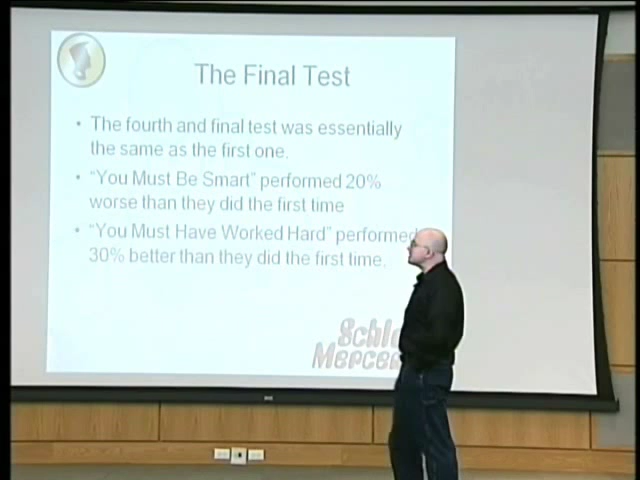 The Final Test
• The fourth and final test was essentially
the same as the first one.
• “You Must Be Smart” performed 20%
worse than they did the first time
• “You Must Have Worked Hard” performed
30% better than they did the first time.